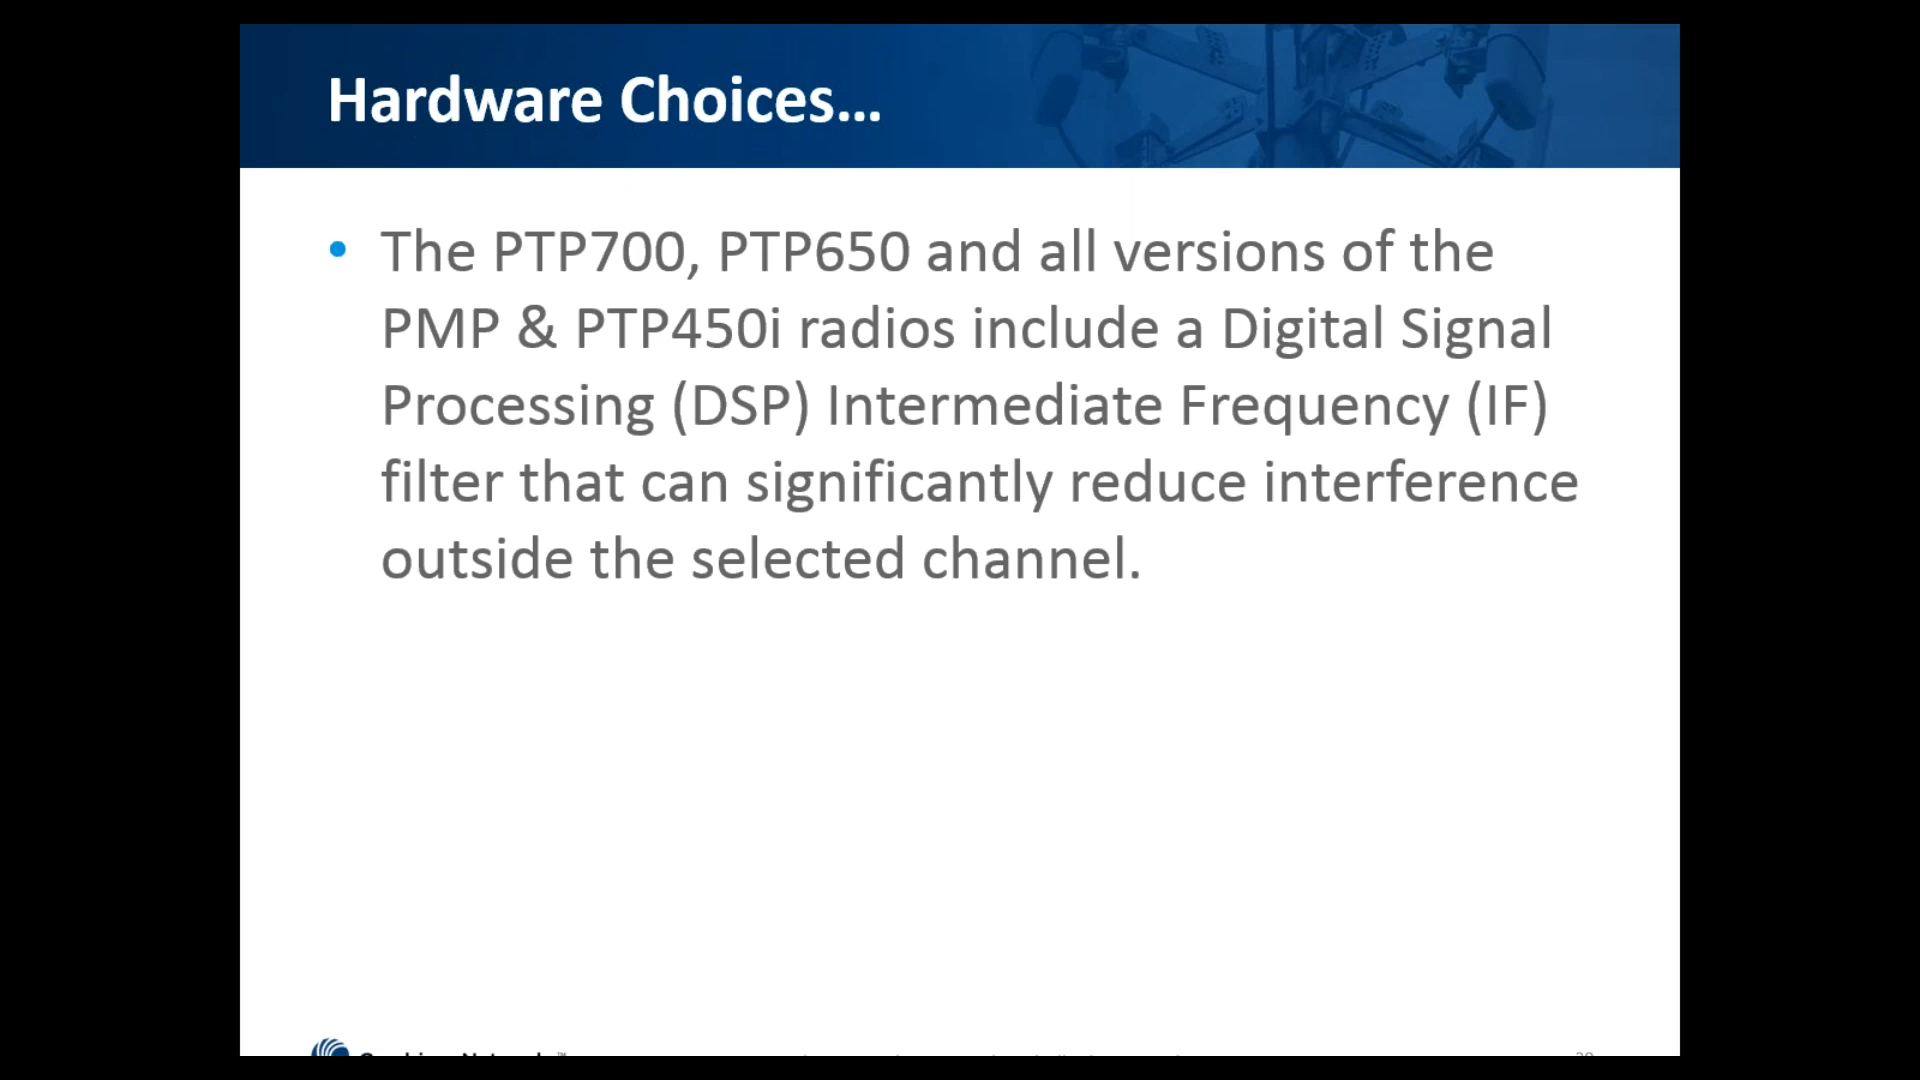 Hardware Choices...
• The PTP700, PTP650 and all versions of the
PMP & PTP450i radios include a Digital Signal
Processing (DSP) Intermediate Frequency (IF)
filter that can significantly reduce interference
outside the selected channel.